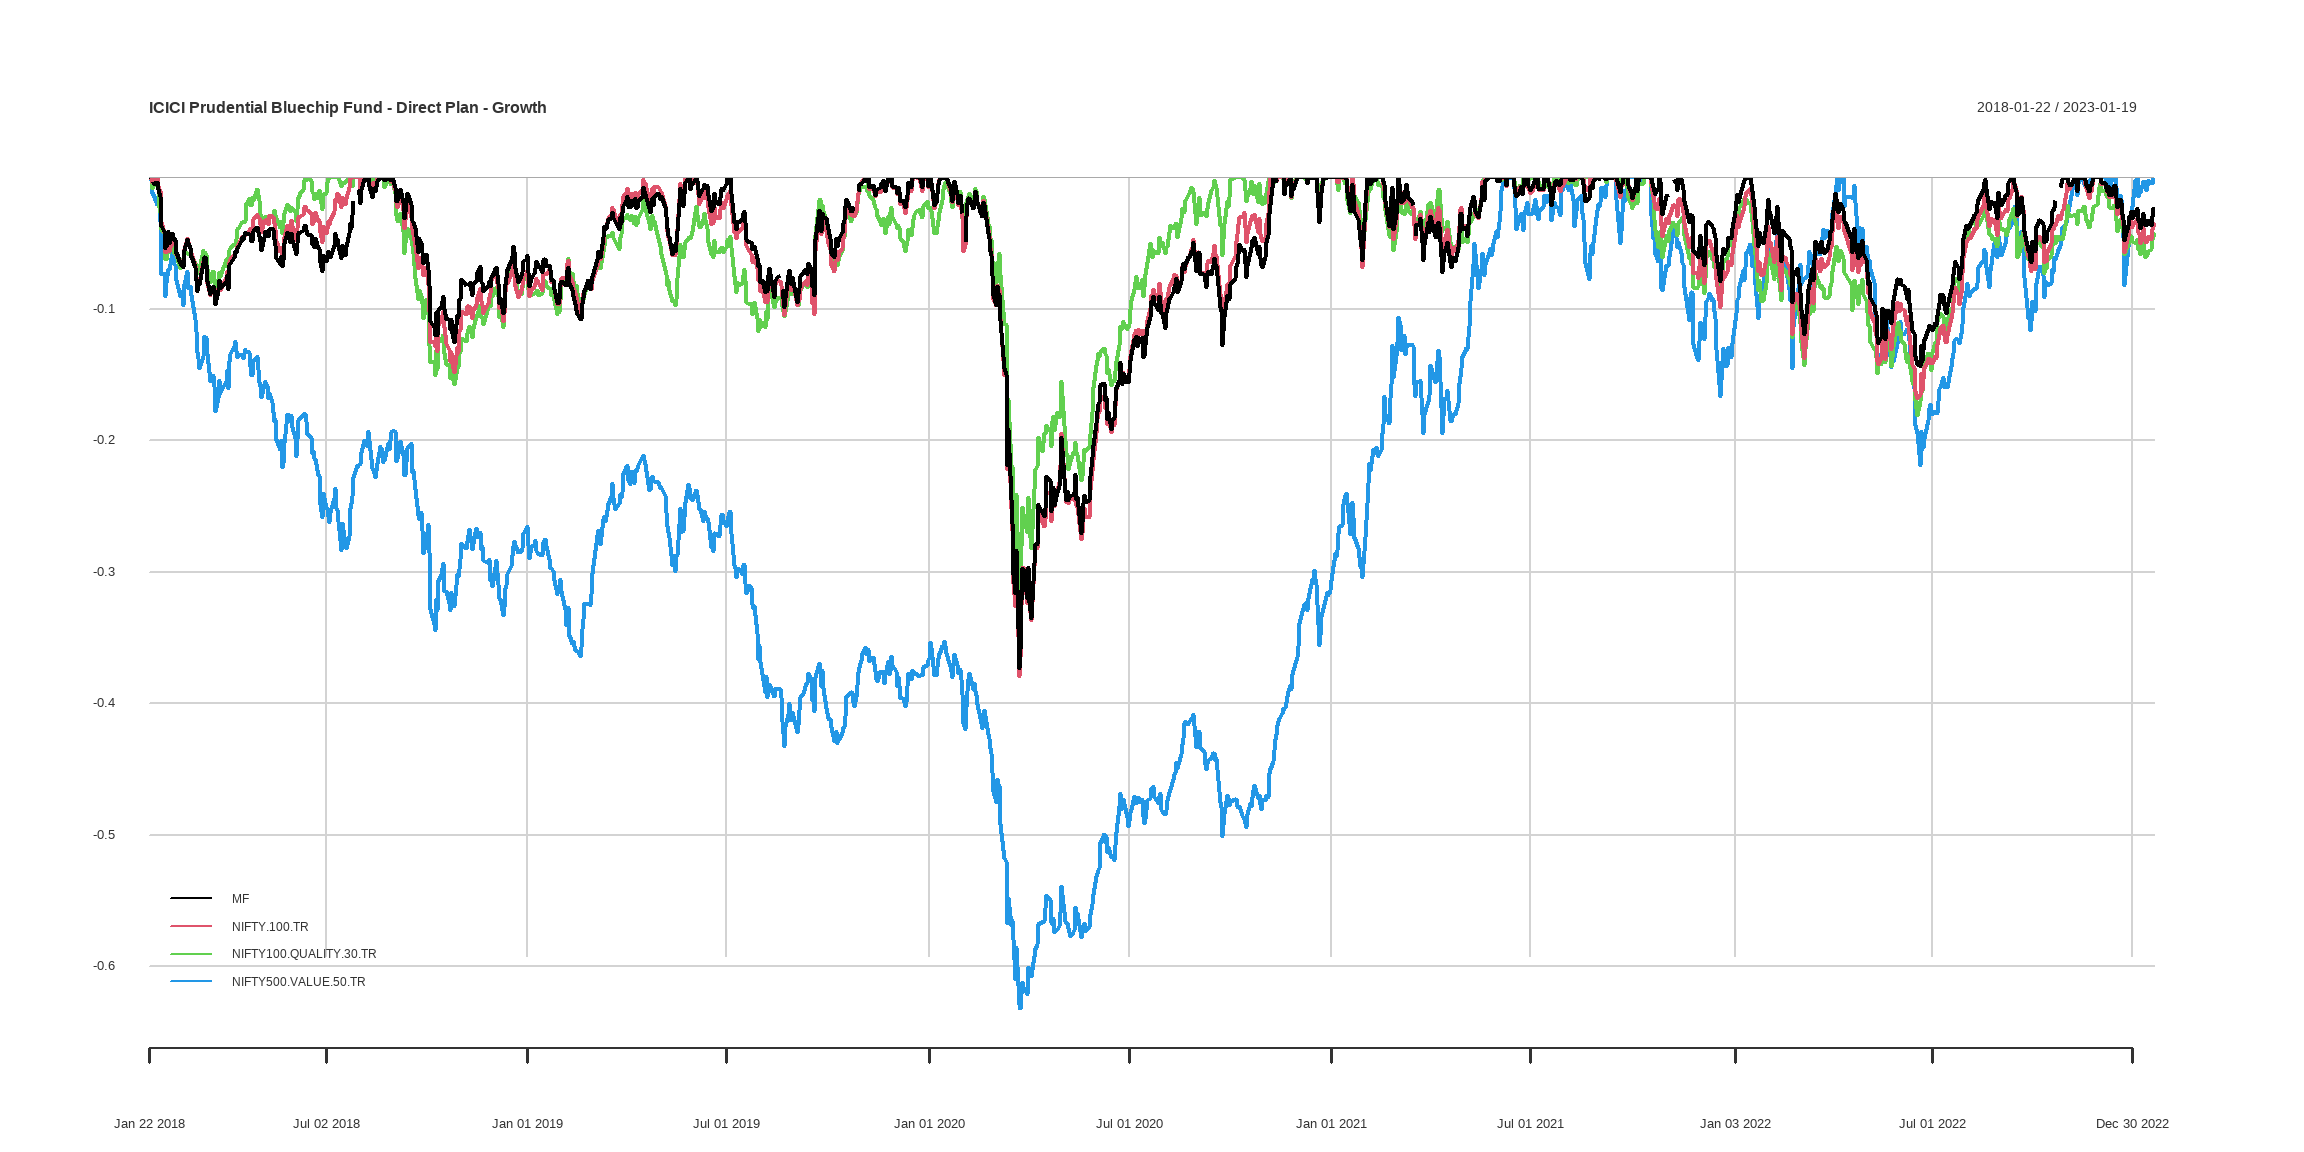 ICICI Prudential Bluechip Fund - Direct Plan - Growth
2018-01-22 / 2023-01-19
-0.1
-0.2
-0.3
-0.4
-0.5
-0.6
MF
NIFTY.100.TR
NIFTY100.QUALITY.30.TR
NIFTY500.VALUE.50.TR
Jan 22 2018 Jul 02 2018 Jan 01 2019 Jul 01 2019 Jan 01 2020 Jul 01 2020 Jan 01 2021 Jul 01 2021 Jan 03 2022 Jul 01 2022 Dec 30 2022